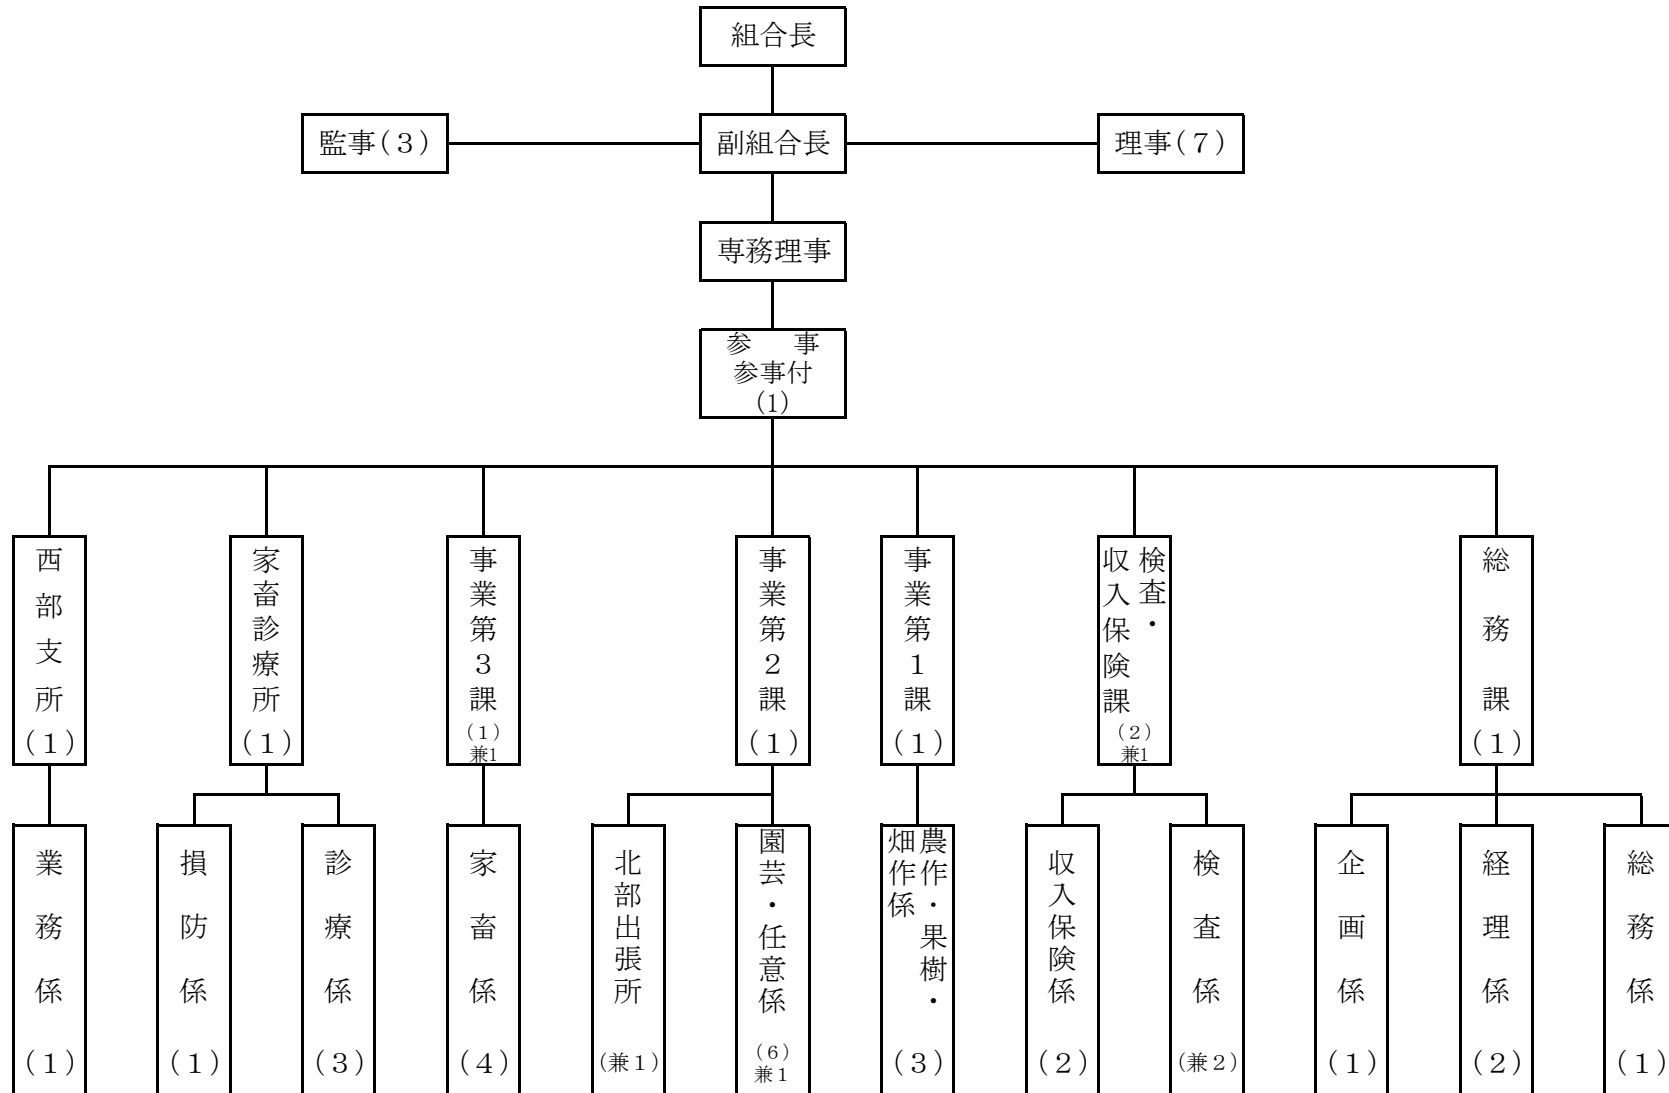 組合長
監事(３)
副組合長
理事(７)
専務理事
参　事
参事付
(1)
西部支所
(１)
家畜診療所
(１)
事業第３課
(１)
兼1
事業第２課
(１)
事業第１課
(１)
検査・
収入保険課
(２)
兼1
総務課
(１)
業務係
(１)
損防係
(１)
診療係
(３)
家畜係
(４)
北部出張所
(兼１)
園芸・任意係
(６)
兼１
農作・果樹・
畑作係
(３)
収入保険係
(２)
検査係
(兼２)
企画係
(１)
経理係
(２)
総務係
(１)